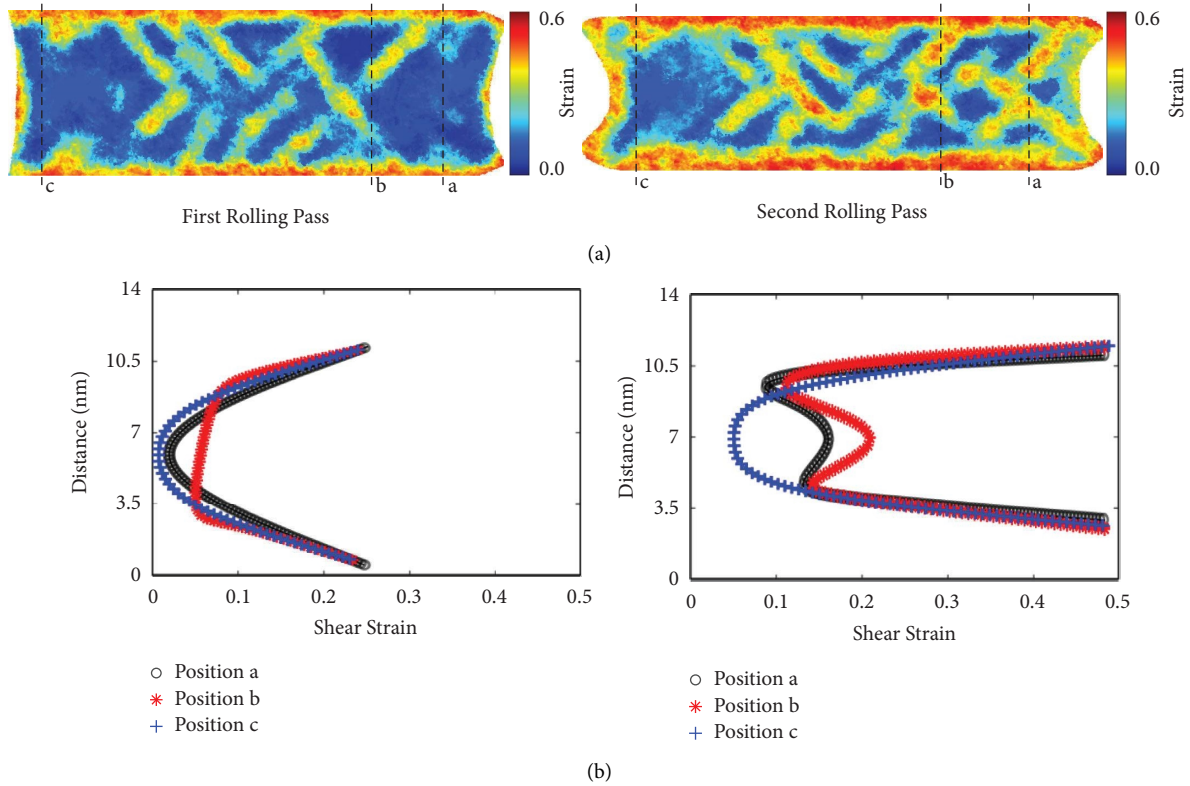 0.6
Strain
0.0
c
b
a
First Rolling Pass
0.6
Strain
0.0
c
b
a
Second Rolling Pass
(a)
14
10.5
7
3.5
0
Distance (nm)
0
0.1
0.2
0.3
0.4
0.5
Shear Strain
Position a
Position b
Position c
14
10.5
7
3.5
0
Distance (nm)
0
0.1
0.2
0.3
0.4
0.5
Shear Strain
Position a
Position b
Position c
(b)